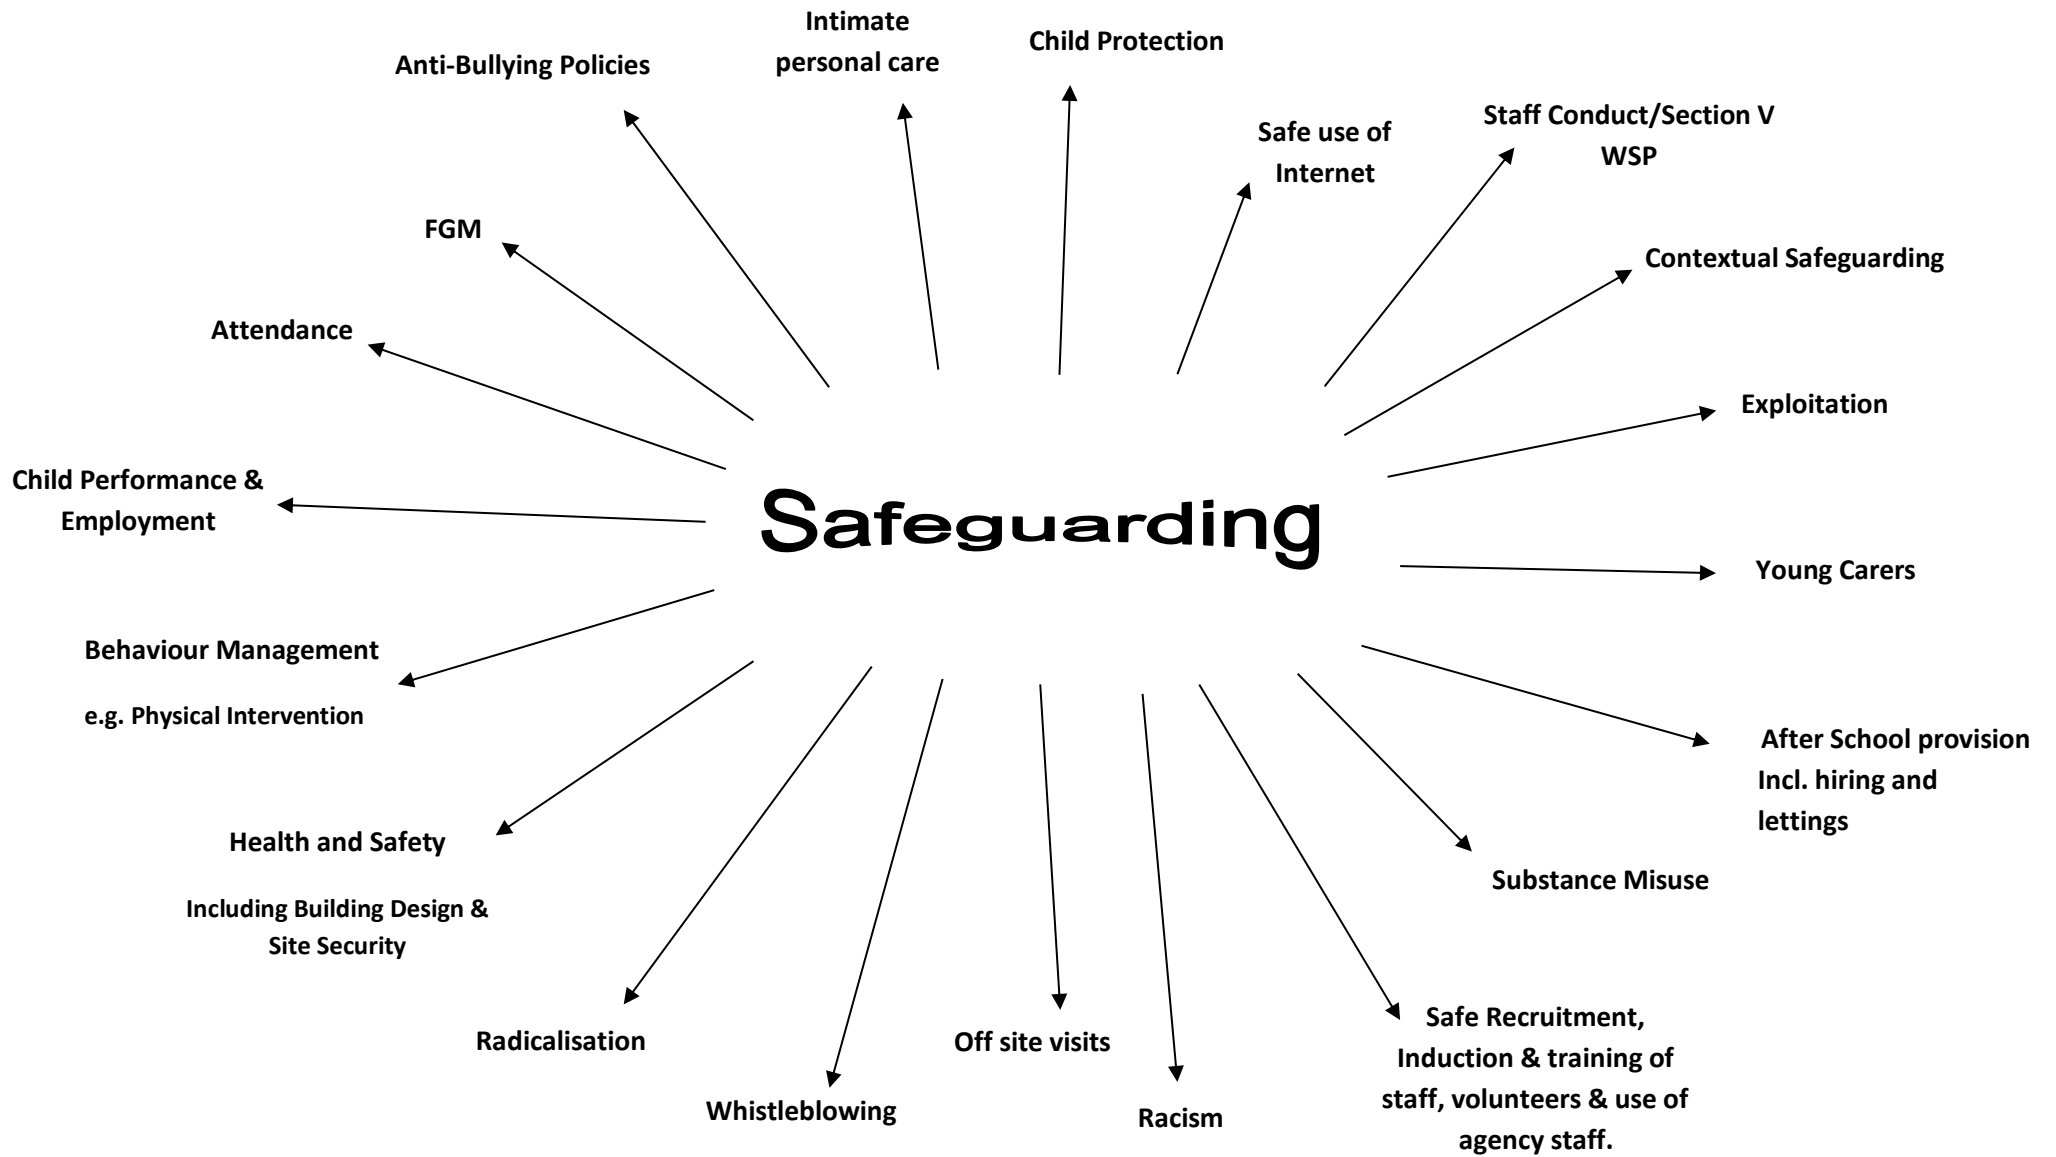 Intimate
personal care
Child Protection
Anti-Bullying Policies
Staff Conduct/Section V
WSP
Safe use of
Internet
FGM
Contextual Safeguarding
Attendance
Exploitation
Child Performance &
Employment
Safeguarding
Young Carers
Behaviour Management
e.g. Physical Intervention
After School provision
Incl. hiring and
lettings
Health and Safety
Including Building Design &
Site Security
Substance Misuse
Radicalisation
Whistleblowing
Off site visits
Racism
Safe Recruitment,
Induction & training of
staff, volunteers & use of
agency staff.